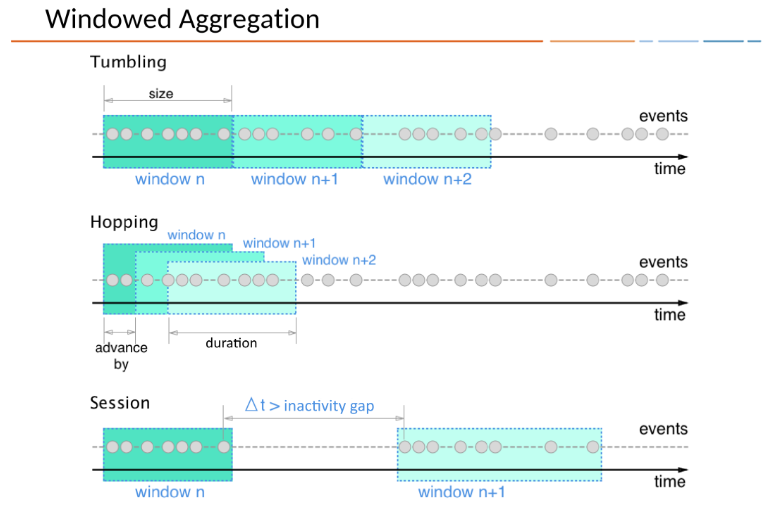 Windowed Aggregation
Tumbling
size
events
time
window n
window n+1
window n+2
Hopping
window n
window n+1
window n+2
events
time
advance
by
duration
Session
Δt > inactivity gap
events
time
window n
window n+1